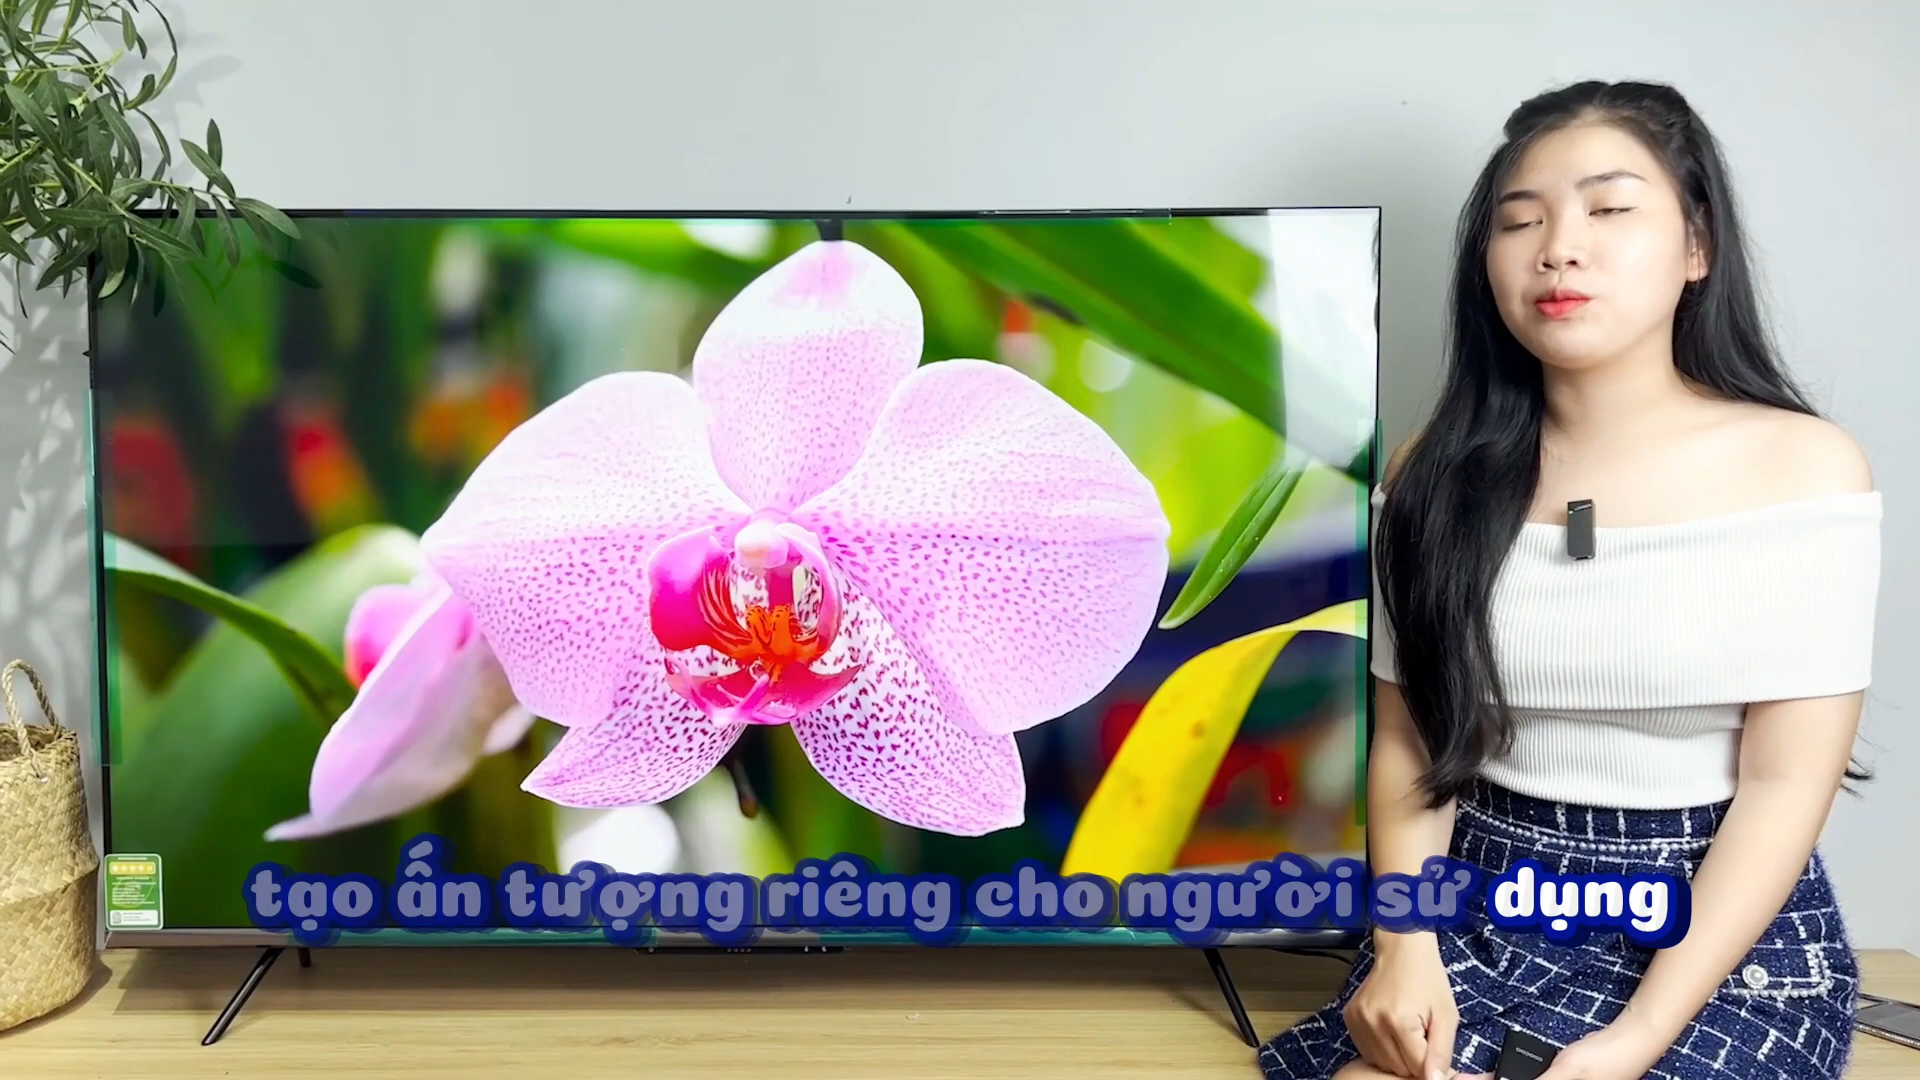 tạo ấn tượng riêng cho người sử dụng